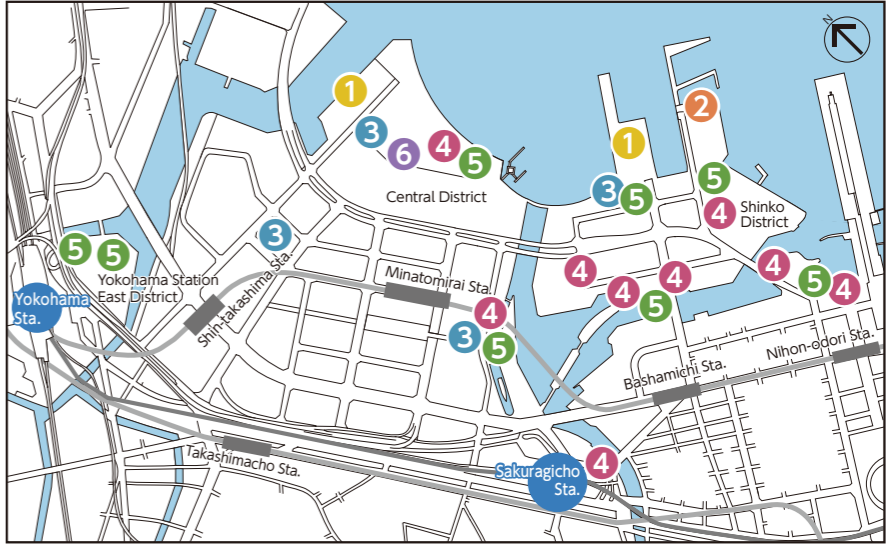 N
1
2
3
6
4
5
1
3
5
5
4
Central District
Shinko
District
3
5
5
Yokohama Station
East District
Shin-takashima Sta.
Minatomirai Sta.
4
4
4
4
5
5
4
Yokohama
Sta.
4
3
5
Bashamichi Sta.
Nihon-odori Sta.
Takashimacho Sta.
Sakuragicho
Sta.
4